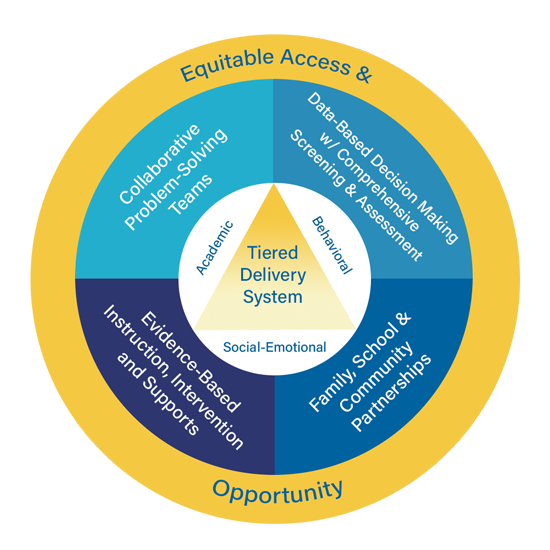 Equitable Access &
Collaborative
Problem-Solving
Teams
Data-Based Decision Making
w/ Comprehensive
Screening & Assessment
Academic
Behavioral
Tiered
Delivery
System
Social-Emotional
Evidence-Based
Instruction, Intervention
and Supports
Family, School &
Community
Partnerships
Opportunity